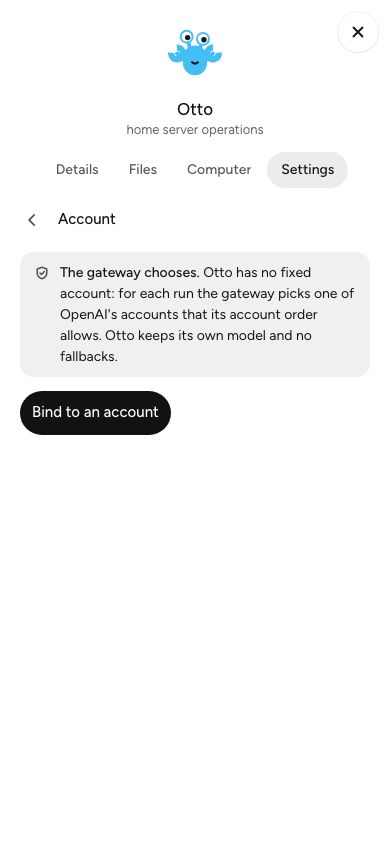 Otto
home server operations
Details Files Computer Settings
Account
The gateway chooses. Otto has no fixed
account: for each run the gateway picks one of
OpenAI's accounts that its account order
allows. Otto keeps its own model and no
fallbacks.
Bind to an account